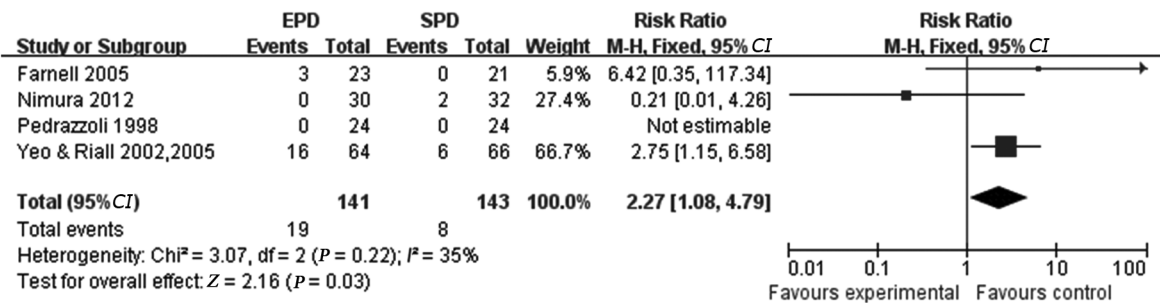 EPD SPD Risk Ratio Risk Ratio
Study or Subgroup Events Total Events Total Weight M-H, Fixed, 95% CI M-H, Fixed, 95% CI
Farnell 2005 3 23 0 21 5.9% 6.42 [0.35, 117.34]
Nimura 2012 0 30 2 32 27.4% 0.21 [0.01, 4.26]
Pedrazzoli 1998 0 24 0 24 Not estimable
Yeo & Riall 2002,2005 16 64 6 66 66.7% 2.75 [1.15, 6.58]
Total (95% CI) 141 143 100.0% 2.27 [1.08, 4.79]
Total events 19 8
Heterogeneity: Chi² = 3.07, df = 2 (P = 0.22); I² = 35%
Test for overall effect: Z = 2.16 (P = 0.03)
0.01 0.1 1 10 100
Favours experimental Favours control